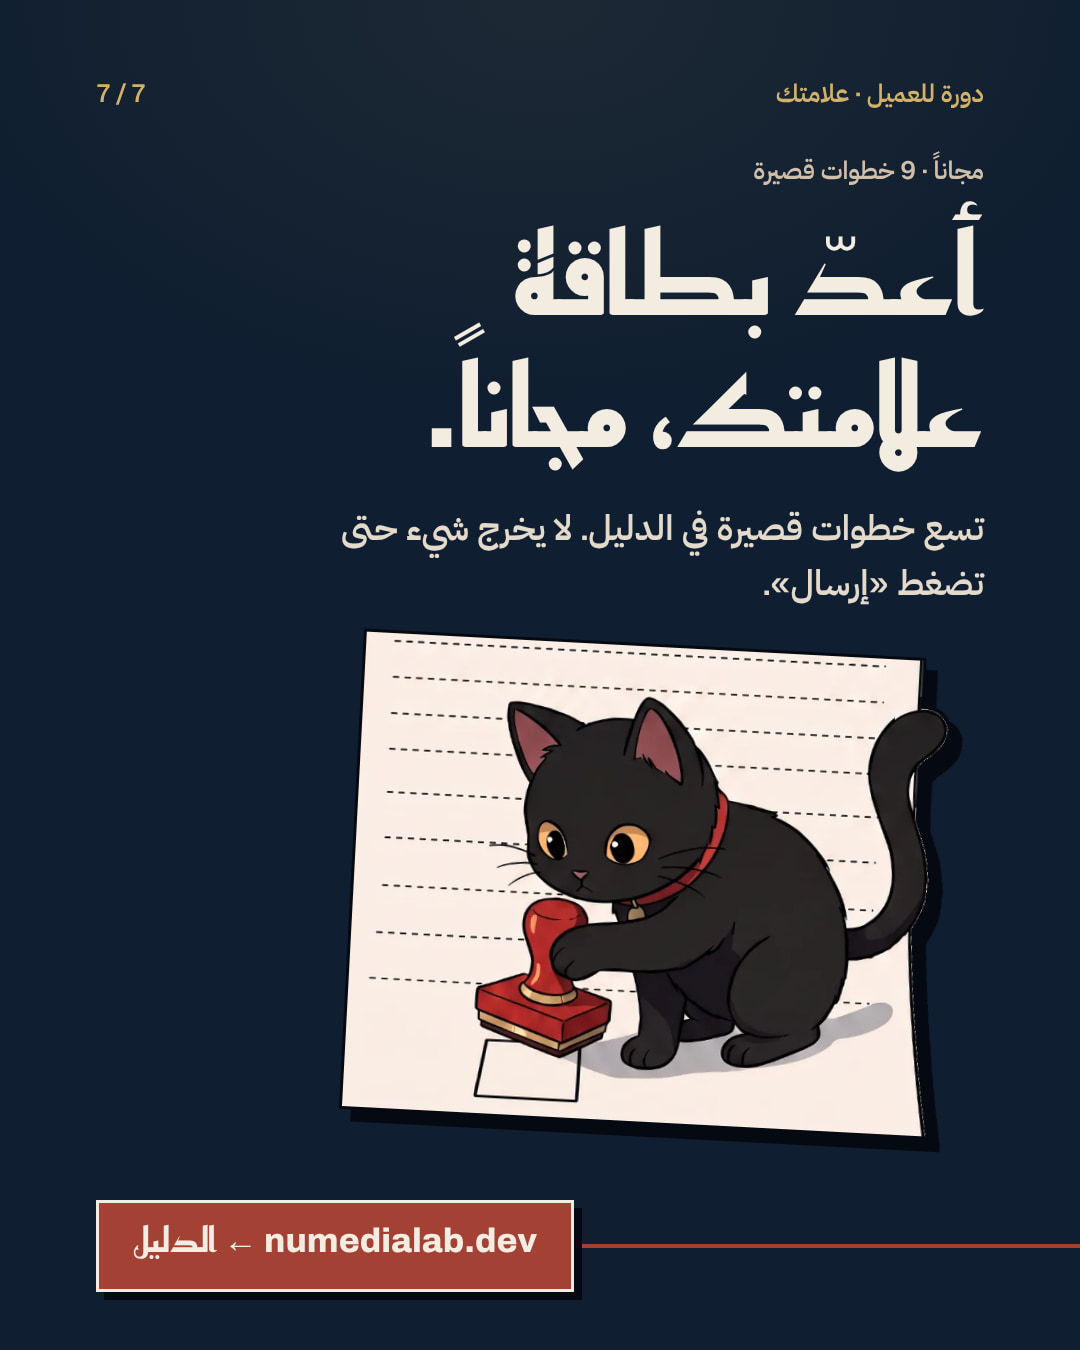 دورة للعميل · علامتك
7 / 7
مجاناً · 9 خطوات قصيرة
أعدّ بطاقة
علامتك، مجاناً.
تسع خطوات قصيرة في الدليل. لا يخرج شيء حتى
تضغط «إرسال».
numedialab.dev ← الدليل